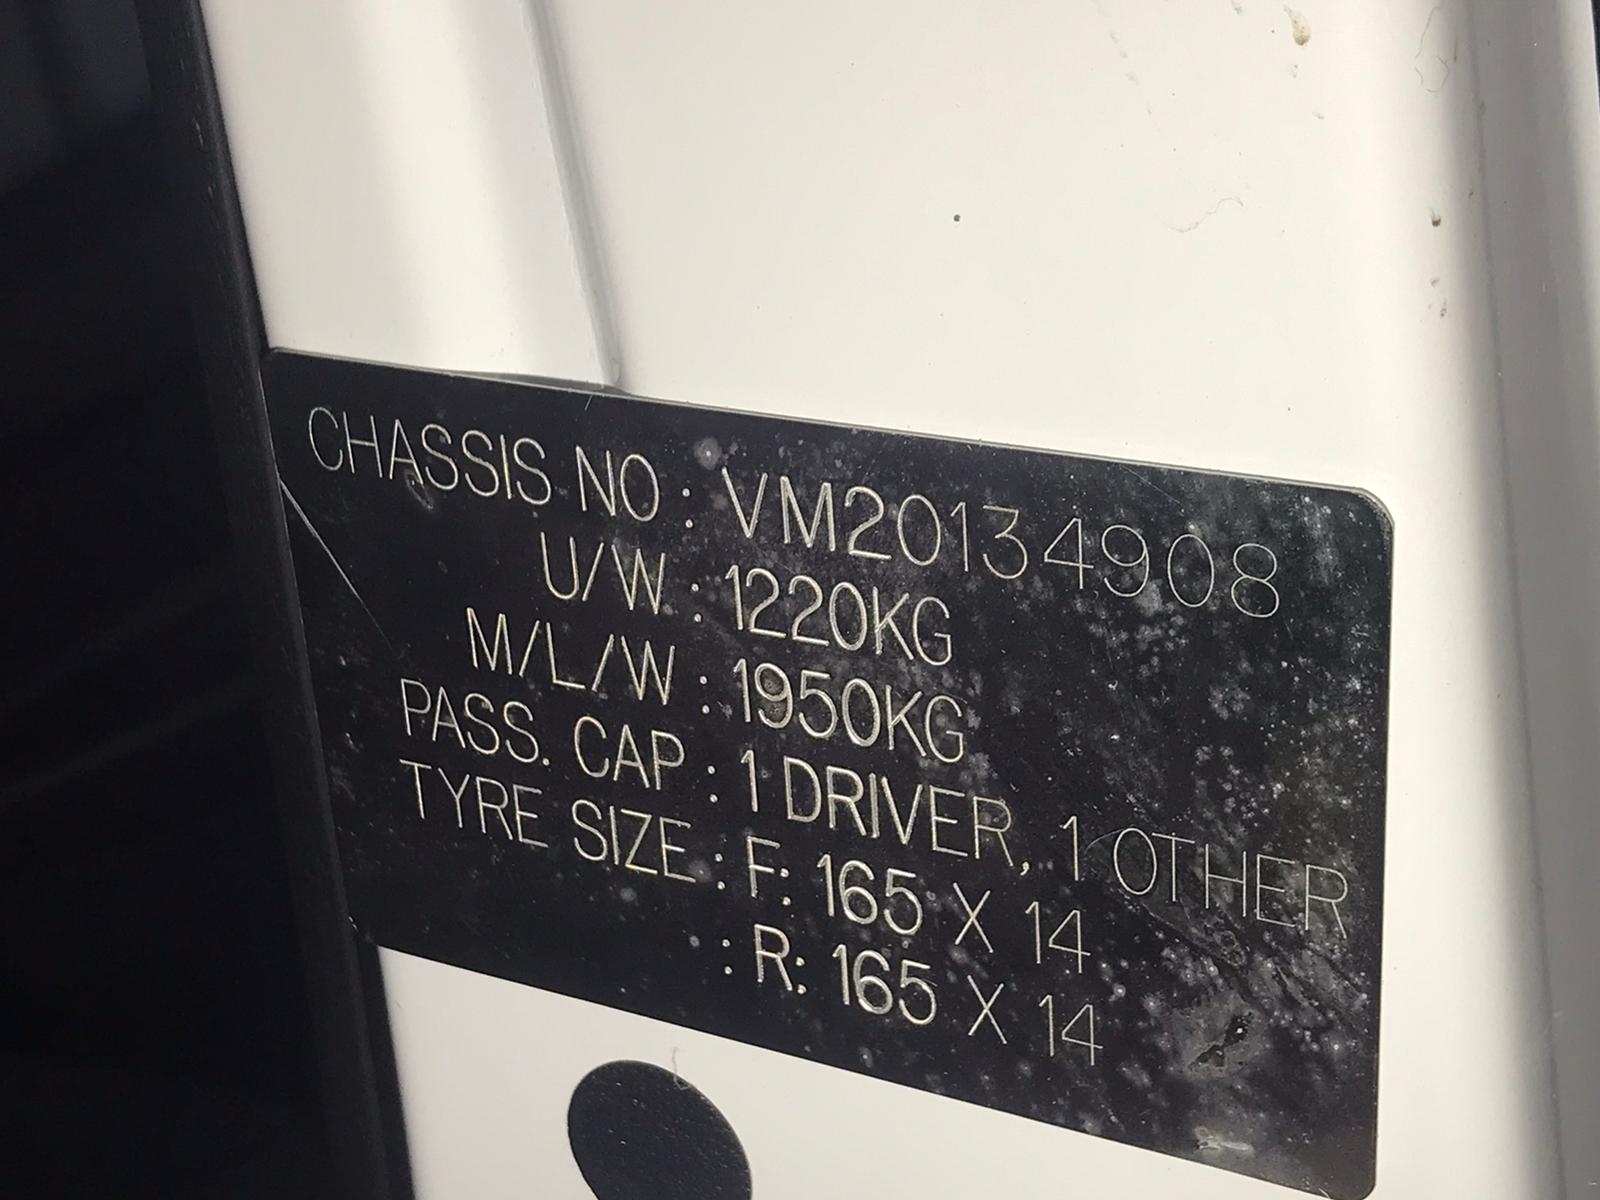 CHASSIS NO : VM20134908
U/W : 1220KG
M/L/W : 1950KG
PASS. CAP : 1 DRIVER, 1 OTHER
TYRE SIZE : F: 165 X 14
: R: 165 X 14